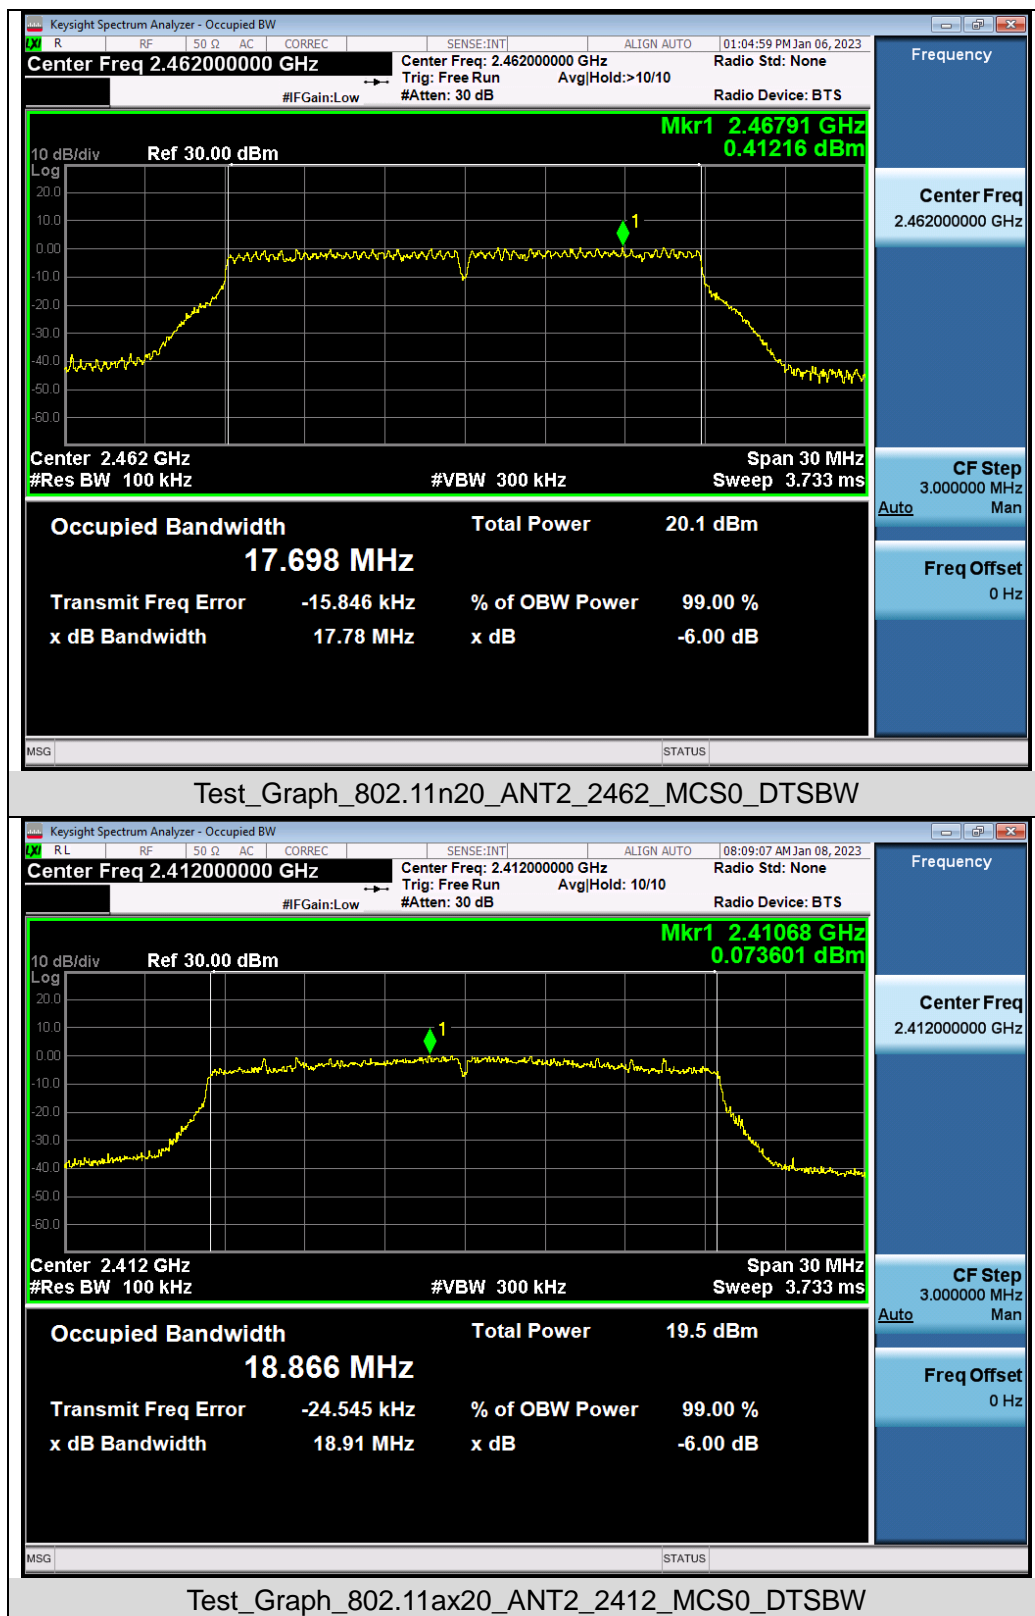 Keysight Spectrum Analyzer - Occupied BW
LXI R RF 50 Ω AC CORREC SENSE:INT ALIGN AUTO 01:04:59 PM Jan 06, 2023
Center Freq 2.462000000 GHz
Center Freq: 2.462000000 GHz Radio Std: None
Trig: Free Run Avg|Hold:>10/10
#IFGain:Low #Atten: 30 dB Radio Device: BTS
Frequency
Mkr1 2.46791 GHz
0.41216 dBm
10 dB/div Ref 30.00 dBm
Log
20.0
10.0
0.00
-10.0
-20.0
-30.0
-40.0
-50.0
-60.0
1
Center 2.462 GHz Span 30 MHz
#Res BW 100 kHz #VBW 300 kHz Sweep 3.733 ms
Center Freq
2.462000000 GHz
CF Step
3.000000 MHz
Auto Man
Freq Offset
0 Hz
Occupied Bandwidth Total Power 20.1 dBm
17.698 MHz
Transmit Freq Error -15.846 kHz % of OBW Power 99.00 %
x dB Bandwidth 17.78 MHz x dB -6.00 dB
MSG STATUS
Test_Graph_802.11n20_ANT2_2462_MCS0_DTSBW
Keysight Spectrum Analyzer - Occupied BW
LXI RL RF 50 Ω AC CORREC SENSE:INT ALIGN AUTO 08:09:07 AM Jan 08, 2023
Center Freq 2.412000000 GHz
Center Freq: 2.412000000 GHz Radio Std: None
Trig: Free Run Avg|Hold: 10/10
#IFGain:Low #Atten: 30 dB Radio Device: BTS
Frequency
Mkr1 2.41068 GHz
0.073601 dBm
10 dB/div Ref 30.00 dBm
Log
20.0
10.0
0.00
-10.0
-20.0
-30.0
-40.0
-50.0
-60.0
1
Center 2.412 GHz Span 30 MHz
#Res BW 100 kHz #VBW 300 kHz Sweep 3.733 ms
Center Freq
2.412000000 GHz
CF Step
3.000000 MHz
Auto Man
Freq Offset
0 Hz
Occupied Bandwidth Total Power 19.5 dBm
18.866 MHz
Transmit Freq Error -24.545 kHz % of OBW Power 99.00 %
x dB Bandwidth 18.91 MHz x dB -6.00 dB
MSG STATUS
Test_Graph_802.11ax20_ANT2_2412_MCS0_DTSBW